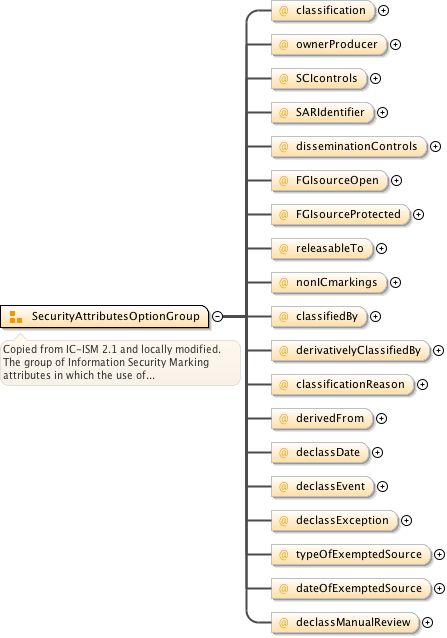 @ classification
@ ownerProducer
@ SCIcontrols
@ SARIdentifier
@ disseminationControls
@ FGIsourceOpen
@ FGIsourceProtected
@ releasableTo
@ nonICmarkings
SecurityAttributesOptionGroup
@ classifiedBy
Copied from IC-ISM 2.1 and locally modified.
The group of Information Security Marking
attributes in which the use of...
@ derivativelyClassifiedBy
@ classificationReason
@ derivedFrom
@ declassDate
@ declassEvent
@ declassException
@ typeOfExemptedSource
@ dateOfExemptedSource
@ declassManualReview